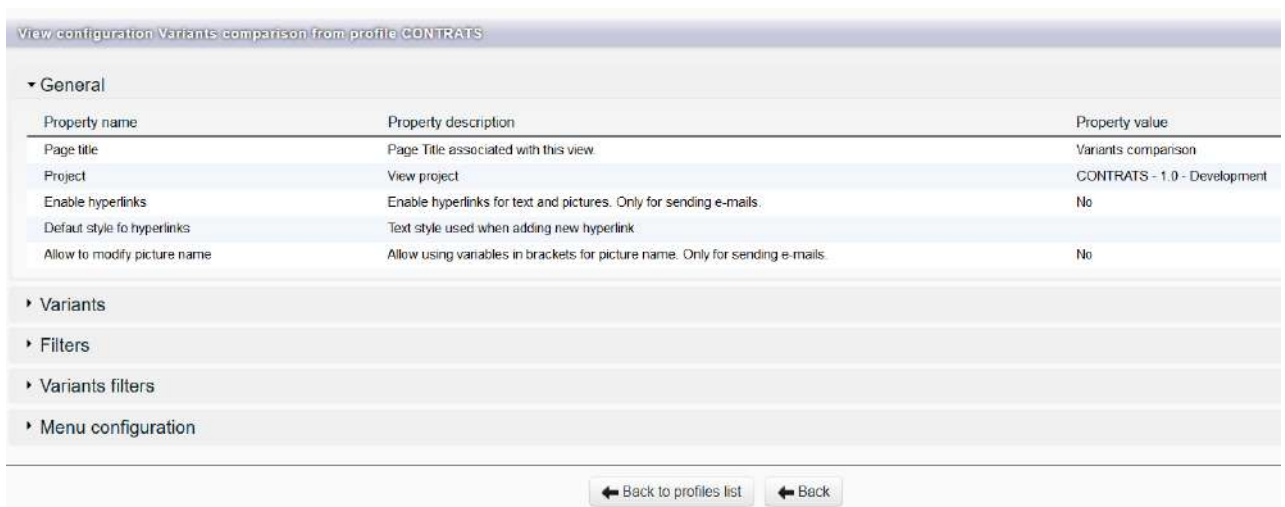 View configuration Variants comparison from profile CONTRATS
General
Property name Property description Property value
Page title Page Title associated with this view. Variants comparison
Project View project CONTRATS - 1.0 - Development
Enable hyperlinks Enable hyperlinks for text and pictures. Only for sending e-mails. No
Defaut style fo hyperlinks Text style used when adding new hyperlink
Allow to modify picture name Allow using variables in brackets for picture name. Only for sending e-mails. No
Variants
Filters
Variants filters
Menu configuration
Back to profiles list Back